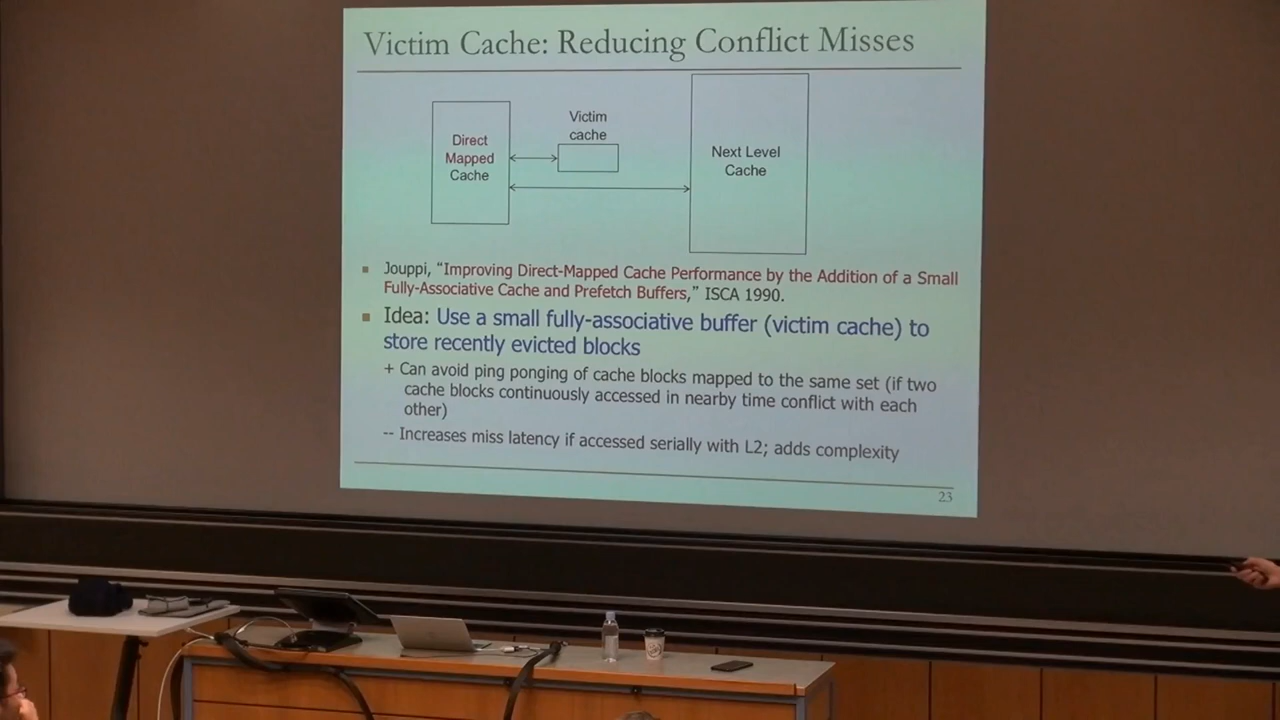 Victim Cache: Reducing Conflict Misses
Direct
Mapped
Cache
Victim
cache
Next Level
Cache
Jouppi, “Improving Direct-Mapped Cache Performance by the Addition of a Small
Fully-Associative Cache and Prefetch Buffers,” ISCA 1990.
Idea: Use a small fully-associative buffer (victim cache) to
store recently evicted blocks
+ Can avoid ping ponging of cache blocks mapped to the same set (if two
cache blocks continuously accessed in nearby time conflict with each
other)
-- Increases miss latency if accessed serially with L2; adds complexity
23